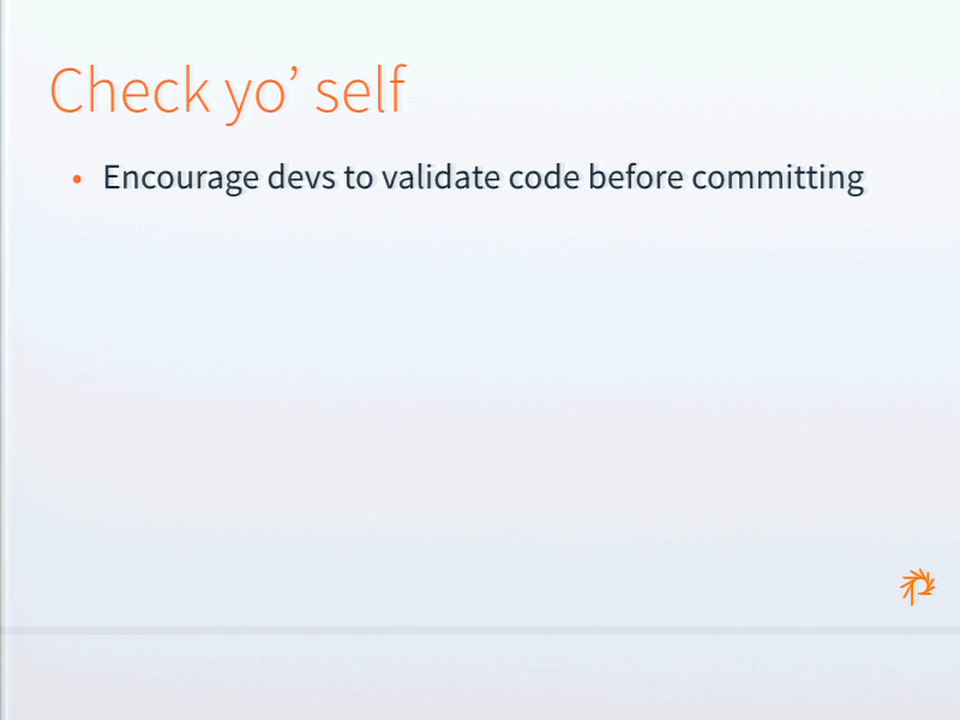 Check yo’ self
• Encourage devs to validate code before committing